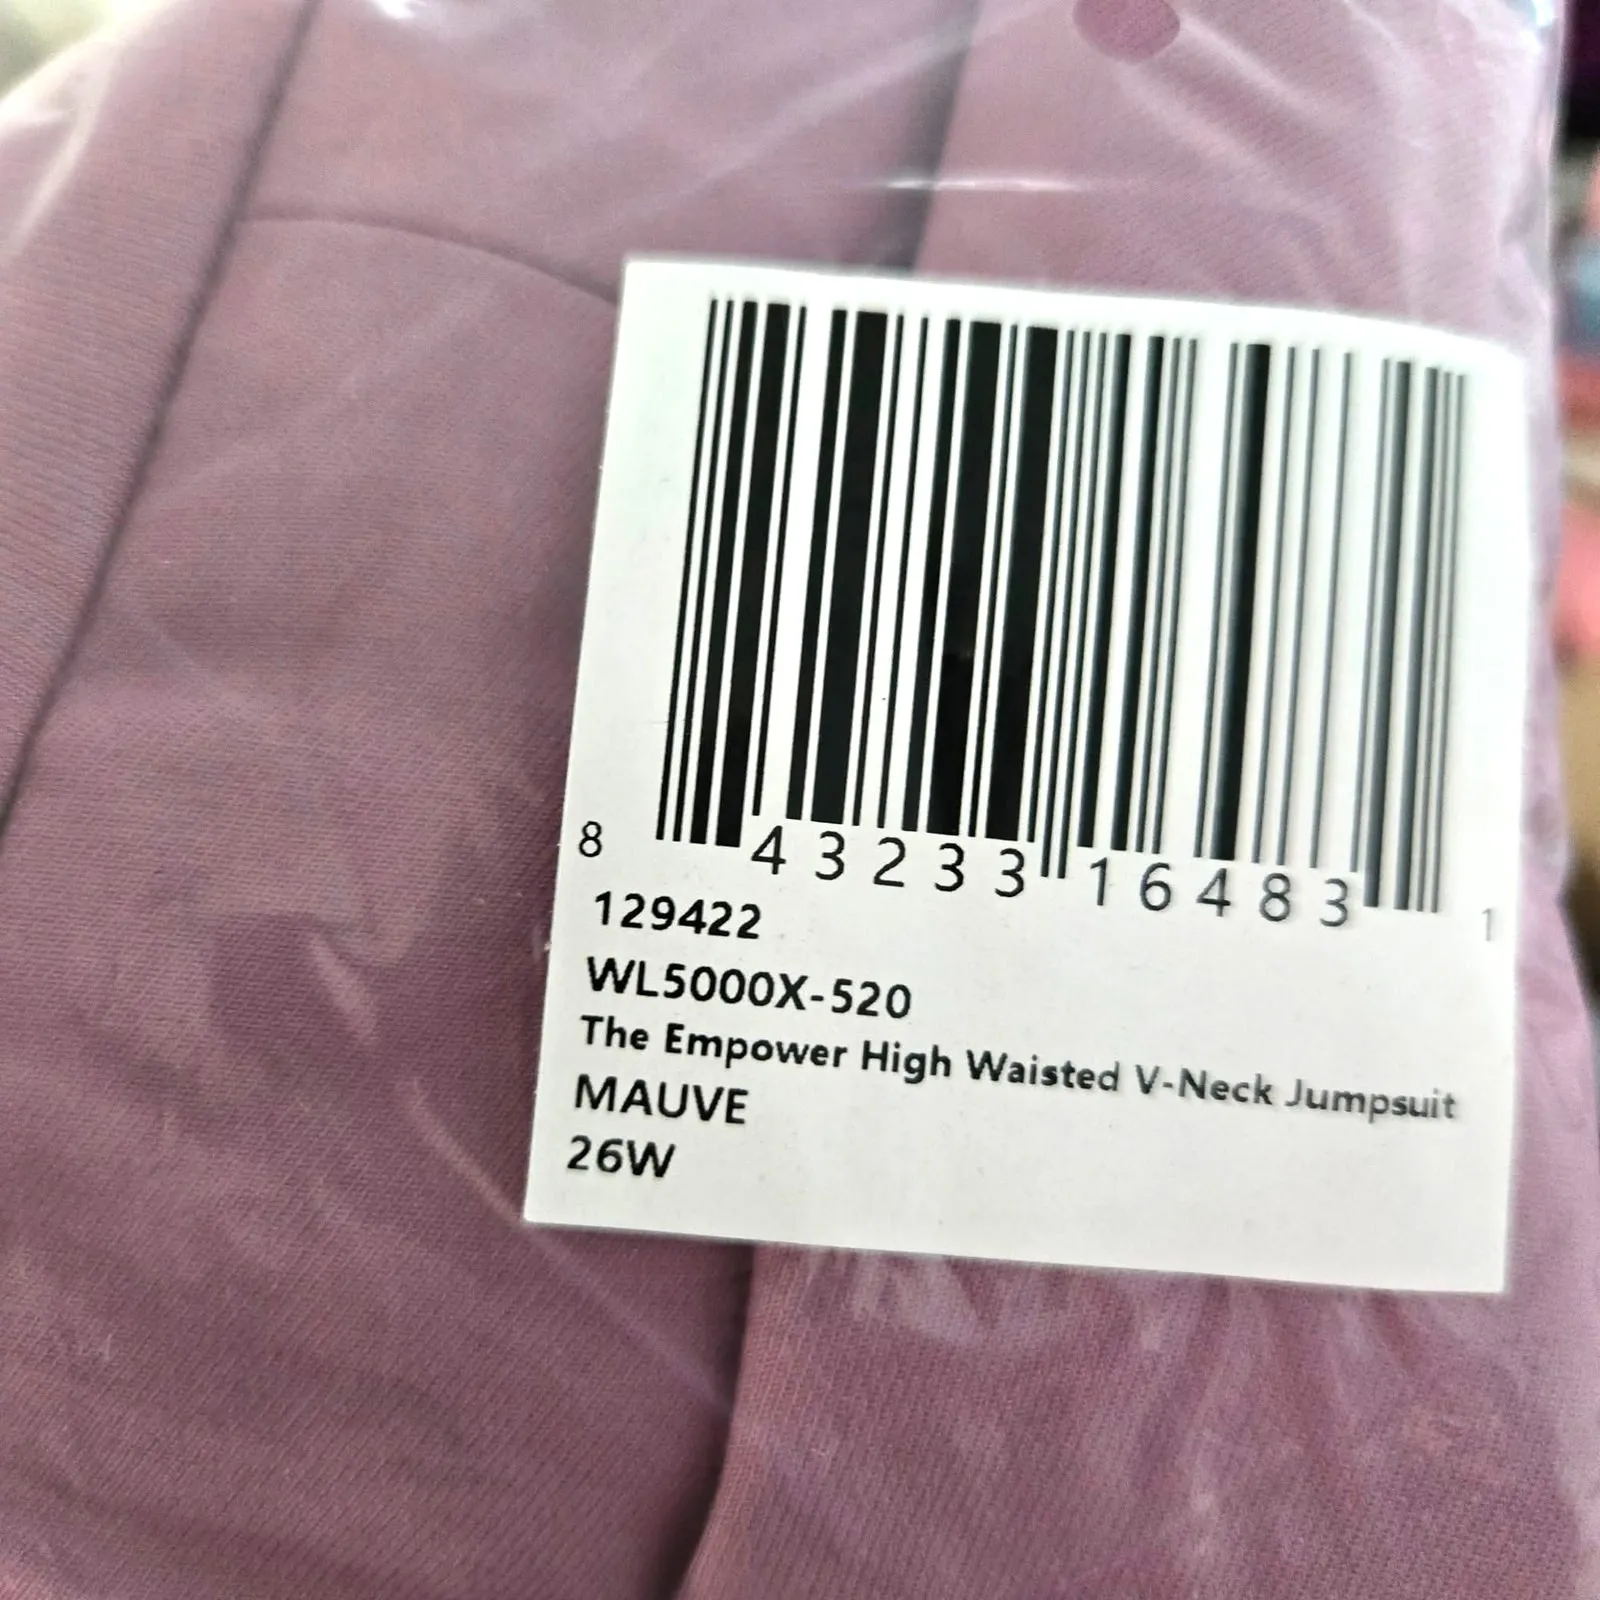 8 43233 16483 1
129422
WL5000X-520
The Empower High Waisted V-Neck Jumpsuit
MAUVE
26W